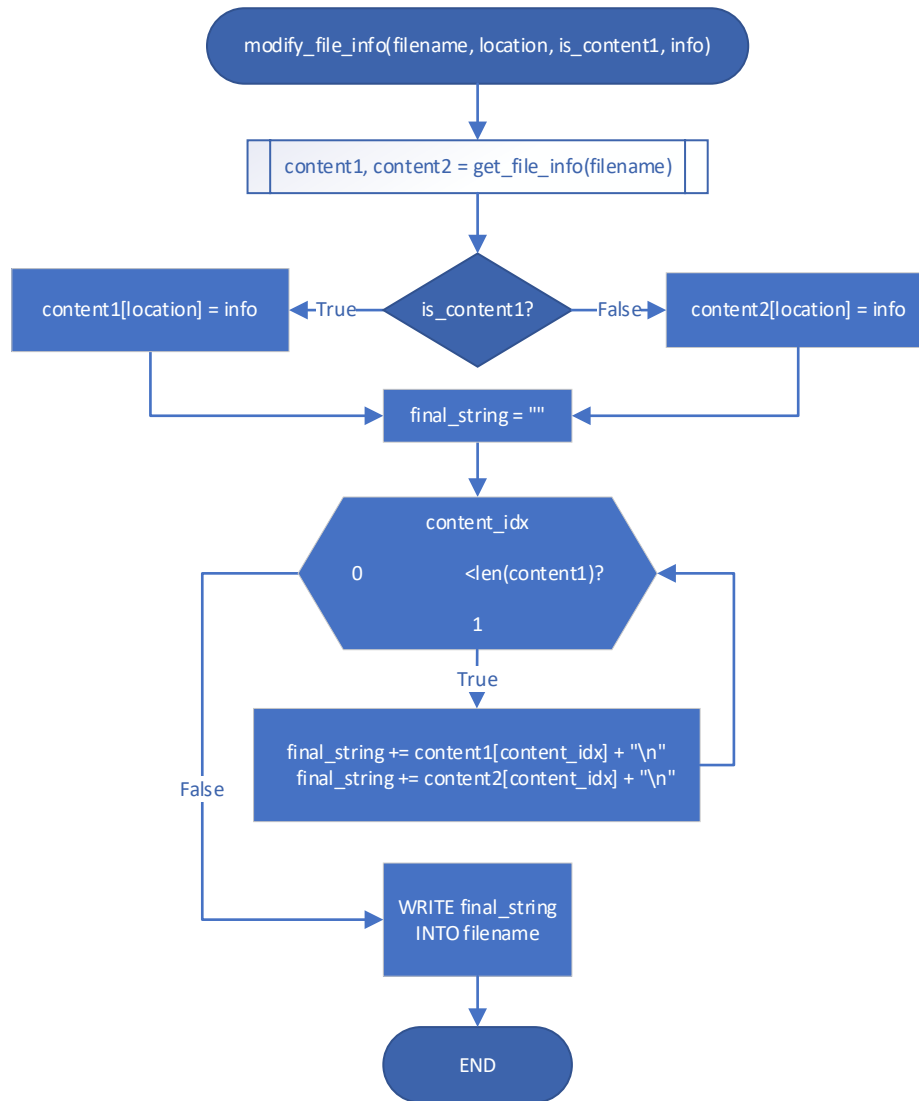 modify_file_info(filename, location, is_content1, info)
content1, content2 = get_file_info(filename)
content1[location] = info
True
is_content1?
False
content2[location] = info
final_string = ""
content_idx
0 <len(content1)?
1
True
final_string += content1[content_idx] + "\n"
final_string += content2[content_idx] + "\n"
False
WRITE final_string
INTO filename
END